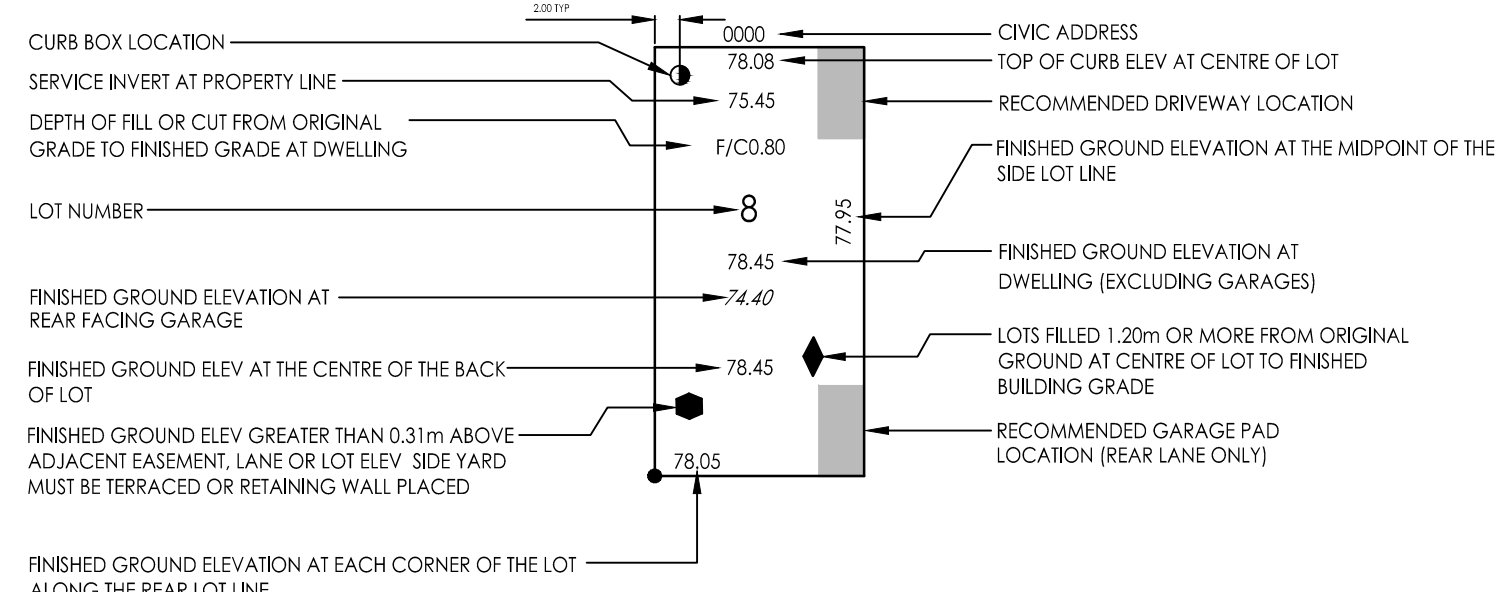 2.00 TYP
CURB BOX LOCATION
SERVICE INVERT AT PROPERTY LINE
DEPTH OF FILL OR CUT FROM ORIGINAL
GRADE TO FINISHED GRADE AT DWELLING
LOT NUMBER
FINISHED GROUND ELEVATION AT
REAR FACING GARAGE
FINISHED GROUND ELEV AT THE CENTRE OF THE BACK
OF LOT
FINISHED GROUND ELEV GREATER THAN 0.31m ABOVE
ADJACENT EASEMENT, LANE OR LOT ELEV SIDE YARD
MUST BE TERRACED OR RETAINING WALL PLACED
FINISHED GROUND ELEVATION AT EACH CORNER OF THE LOT
ALONG THE REAR LOT LINE
0000
78.08
75.45
F/C0.80
8
77.95
78.45
74.40
78.45
78.05
CIVIC ADDRESS
TOP OF CURB ELEV AT CENTRE OF LOT
RECOMMENDED DRIVEWAY LOCATION
FINISHED GROUND ELEVATION AT THE MIDPOINT OF THE
SIDE LOT LINE
FINISHED GROUND ELEVATION AT
DWELLING (EXCLUDING GARAGES)
LOTS FILLED 1.20m OR MORE FROM ORIGINAL
GROUND AT CENTRE OF LOT TO FINISHED
BUILDING GRADE
RECOMMENDED GARAGE PAD
LOCATION (REAR LANE ONLY)